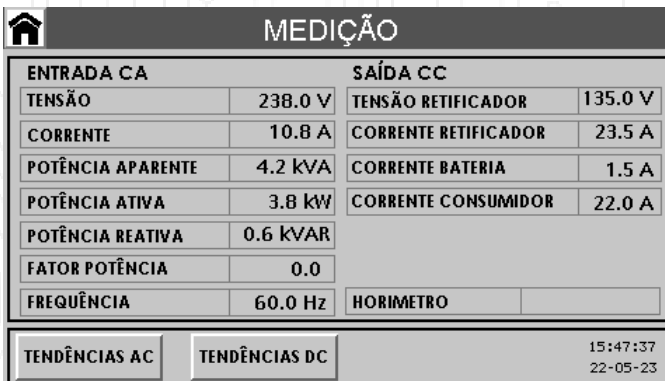 MEDIÇÃO
ENTRADA CA
TENSÃO 238.0 V
CORRENTE 10.8 A
POTÊNCIA APARENTE 4.2 kVA
POTÊNCIA ATIVA 3.8 kW
POTÊNCIA REATIVA 0.6 kVAR
FATOR POTÊNCIA 0.0
FREQUÊNCIA 60.0 Hz
SAÍDA CC
TENSÃO RETIFICADOR 135.0 V
CORRENTE RETIFICADOR 23.5 A
CORRENTE BATERIA 1.5 A
CORRENTE CONSUMIDOR 22.0 A
HORIMETRO
TENDÊNCIAS AC
TENDÊNCIAS DC
15:47:37
22-05-23